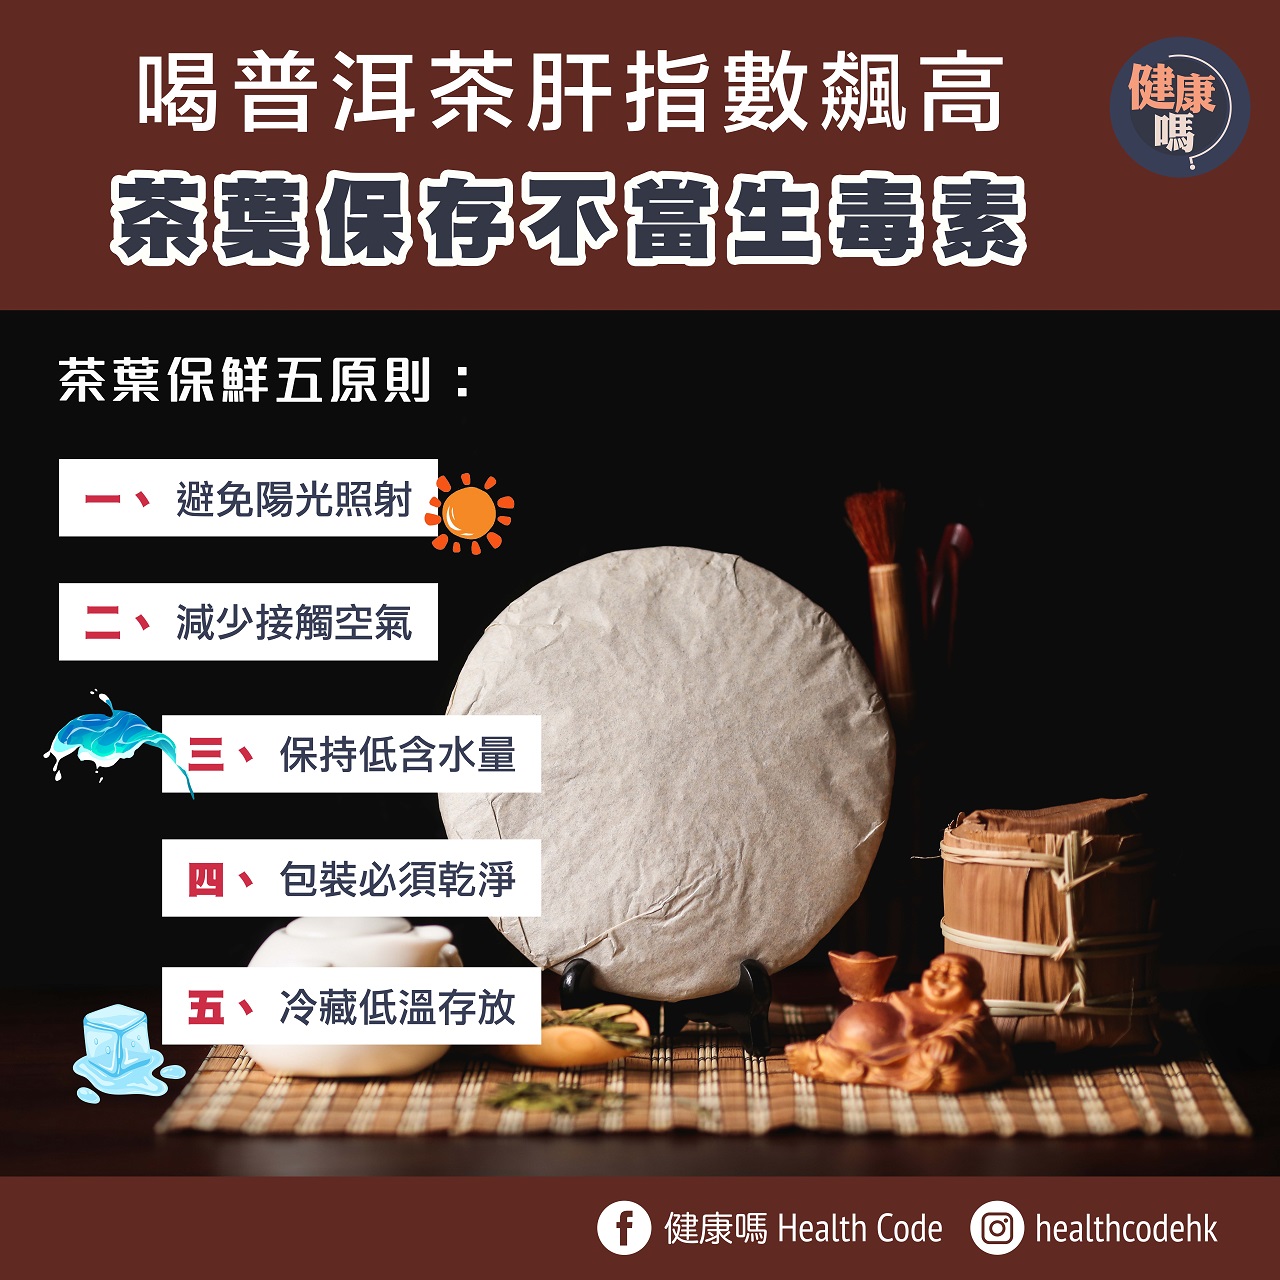 喝普洱茶肝指數飆高
健康
嗎
茶葉保存不當生毒素
茶葉保鮮五原則：
一、避免陽光照射
二、減少接觸空氣
三、保持低含水量
四、包裝必須乾淨
五、冷藏低溫存放
健康嗎 Health Code
healthcodehk